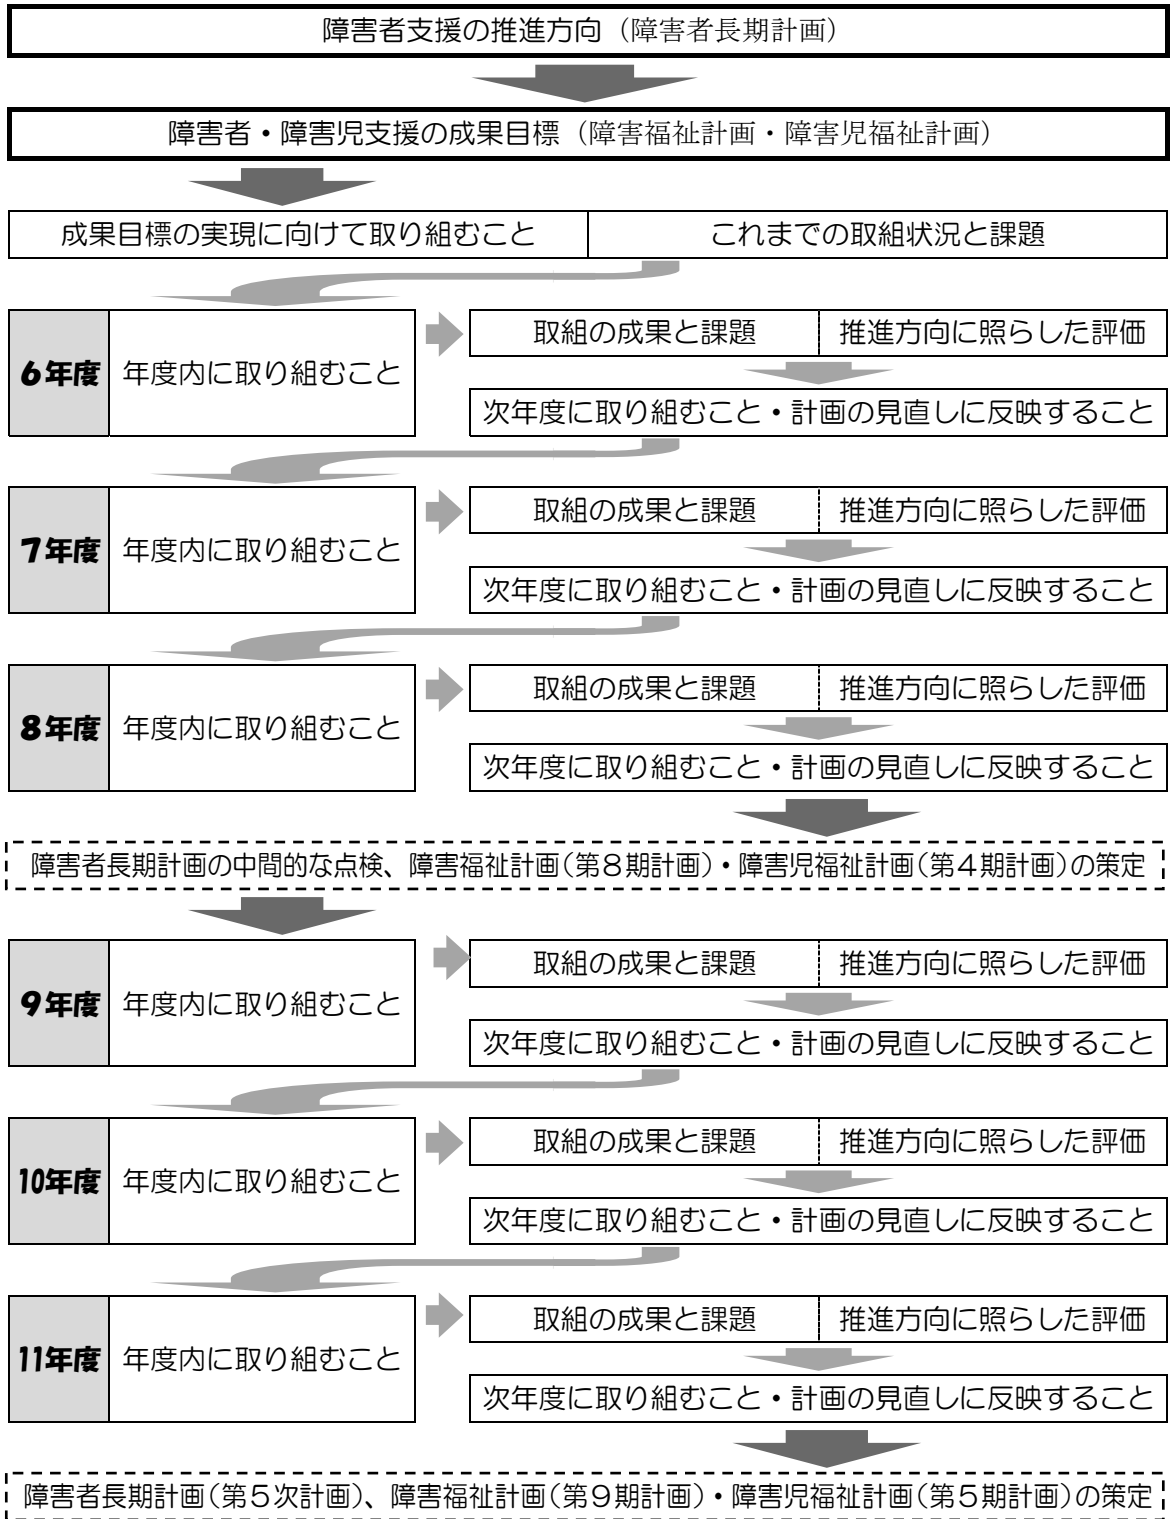 障害者支援の推進方向（障害者長期計画）
障害者・障害児支援の成果目標（障害福祉計画・障害児福祉計画）
成果目標の実現に向けて取り組むこと
これまでの取組状況と課題
6年度
年度内に取り組むこと
取組の成果と課題
推進方向に照らした評価
次年度に取り組むこと・計画の見直しに反映すること
7年度
年度内に取り組むこと
取組の成果と課題
推進方向に照らした評価
次年度に取り組むこと・計画の見直しに反映すること
8年度
年度内に取り組むこと
取組の成果と課題
推進方向に照らした評価
次年度に取り組むこと・計画の見直しに反映すること
障害者長期計画の中間的な点検、障害福祉計画（第８期計画）・障害児福祉計画（第４期計画）の策定
9年度
年度内に取り組むこと
取組の成果と課題
推進方向に照らした評価
次年度に取り組むこと・計画の見直しに反映すること
10年度
年度内に取り組むこと
取組の成果と課題
推進方向に照らした評価
次年度に取り組むこと・計画の見直しに反映すること
11年度
年度内に取り組むこと
取組の成果と課題
推進方向に照らした評価
次年度に取り組むこと・計画の見直しに反映すること
障害者長期計画（第５次計画）、障害福祉計画（第９期計画）・障害児福祉計画（第５期計画）の策定